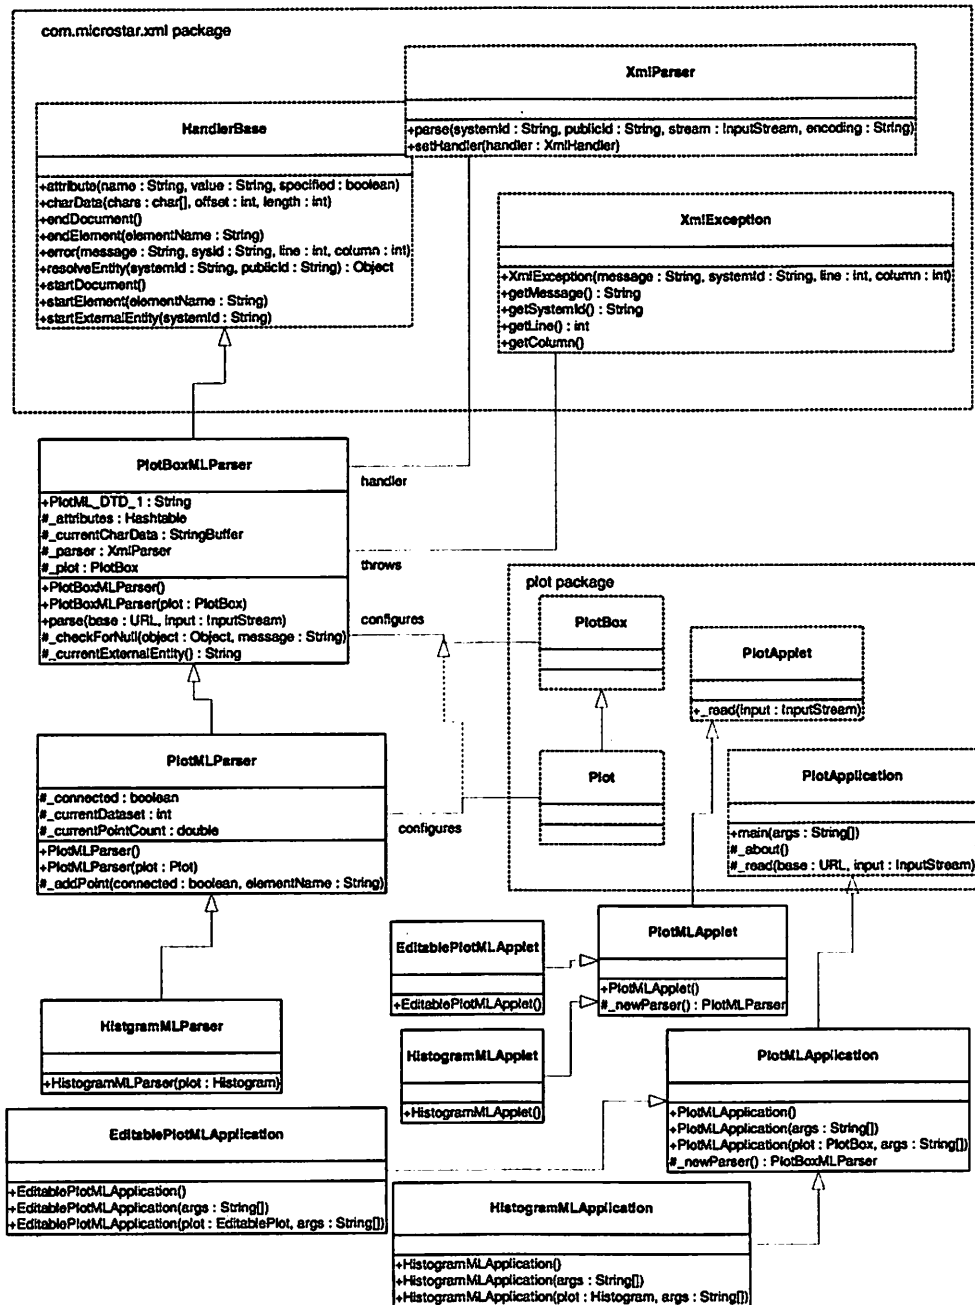 com.microstar.xml package
XmlParser
+parse(systemId : String, publicId : String, stream : InputStream, encoding : String)
+setHandler(handler : XmlHandler)
HandlerBase
+attribute(name : String, value : String, specified : boolean)
+charData(chars : char[], offset : int, length : int)
+endDocument()
+endElement(elementName : String)
+error(message : String, sysid : String, line : int, column : int)
+resolveEntity(systemId : String, publicId : String) : Object
+startDocument()
+startElement(elementName : String)
+startExternalEntity(systemId : String)
XmlException
+XmlException(message : String, systemId : String, line : int, column : int)
+getMessage() : String
+getSystemId() : String
+getLine() : int
+getColumn()
PlotBoxMLParser
+PlotML_DTD_1 : String
#_attributes : Hashtable
#_currentCharData : StringBuffer
#_parser : XmlParser
#_plot : PlotBox
+PlotBoxMLParser()
+PlotBoxMLParser(plot : PlotBox)
+parse(base : URL, input : InputStream)
#_checkForNull(object : Object, message : String)
#_currentExternalEntity() : String
handler
throws
configures
plot package
PlotBox
PlotApplet
+_read(input : InputStream)
Plot
PlotApplication
+main(args : String[])
#_about()
#_read(base : URL, input : InputStream)
PlotMLParser
#_connected : boolean
#_currentDataset : int
#_currentPointCount : double
+PlotMLParser()
+PlotMLParser(plot : Plot)
#_addPoint(connected : boolean, elementName : String)
configures
EditablePlotMLApplet
+EditablePlotMLApplet()
PlotMLApplet
+PlotMLApplet()
#_newParser() : PlotMLParser
HistgramMLParser
+HistogramMLParser(plot : Histogram)
HistogramMLApplet
+HistogramMLApplet()
PlotMLApplication
+PlotMLApplication()
+PlotMLApplication(args : String[])
+PlotMLApplication(plot : PlotBox, args : String[])
#_newParser() : PlotBoxMLParser
EditablePlotMLApplication
+EditablePlotMLApplication()
+EditablePlotMLApplication(args : String[])
+EditablePlotMLApplication(plot : EditablePlot, args : String[])
HistogramMLApplication
+HistogramMLApplication()
+HistogramMLApplication(args : String[])
+HistogramMLApplication(plot : Histogram, args : String[])